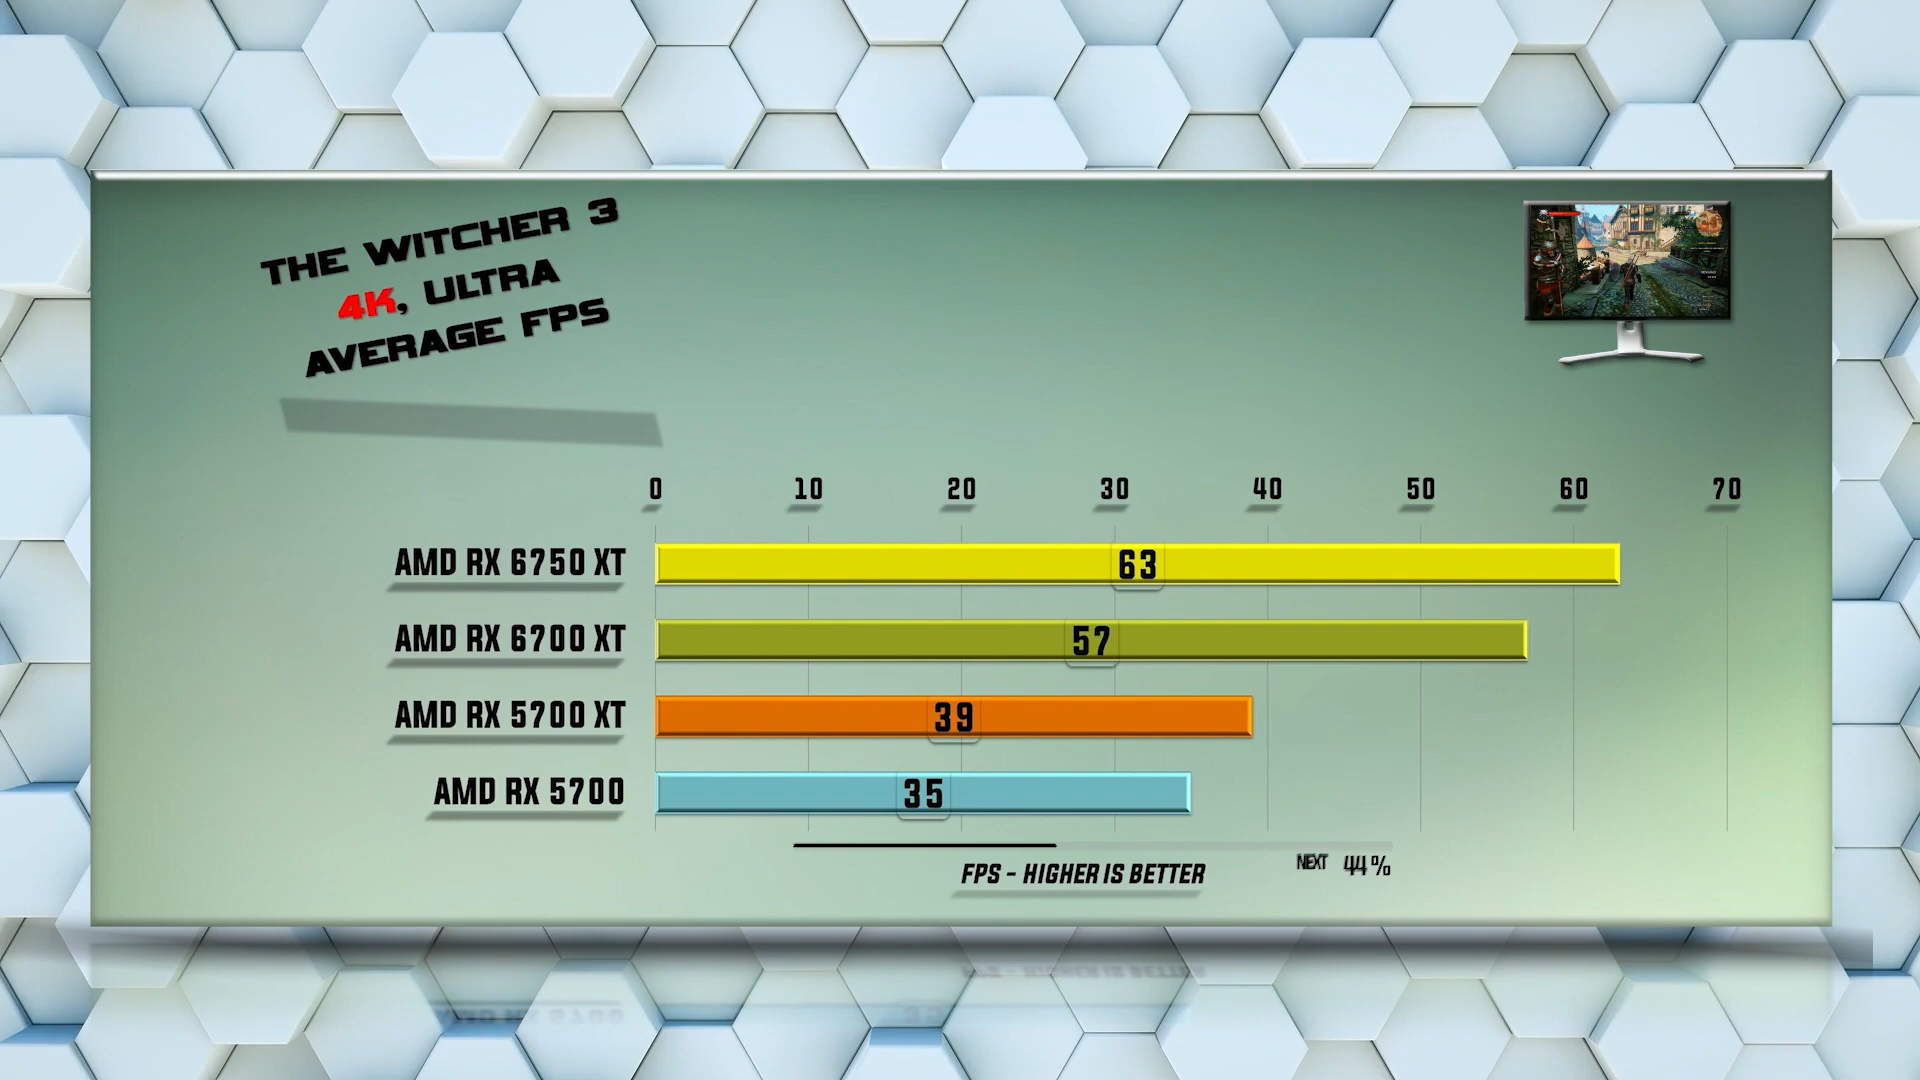 THE WITCHER 3
4K, ULTRA
AVERAGE FPS
0 10 20 30 40 50 60 70
AMD RX 6750 XT 63
AMD RX 6700 XT 57
AMD RX 5700 XT 39
AMD RX 5700 35
FPS - HIGHER IS BETTER
NEXT 44%